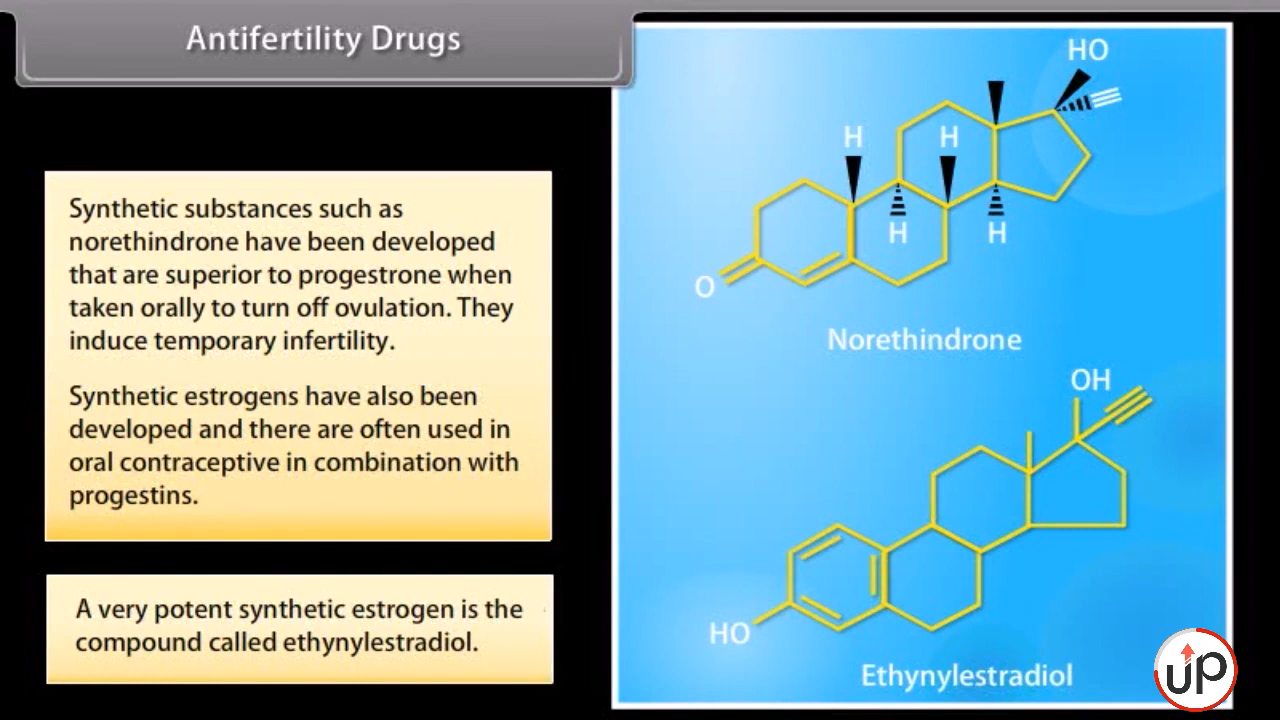 Antifertility Drugs
Synthetic substances such as
norethindrone have been developed
that are superior to progestrone when
taken orally to turn off ovulation. They
induce temporary infertility.
Synthetic estrogens have also been
developed and there are often used in
oral contraceptive in combination with
progestins.
A very potent synthetic estrogen is the
compound called ethynylestradiol.
HO
H H
H H
O
Norethindrone
OH
HO
Ethynylestradiol
UP